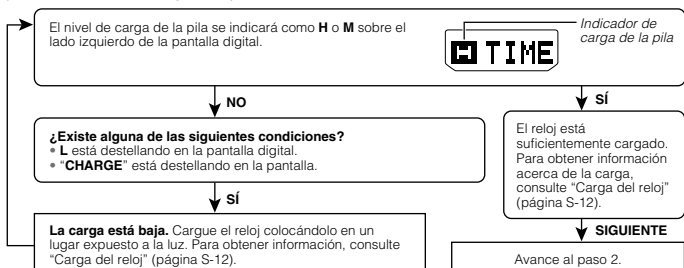 El nivel de carga de la pila se indicará como H o M sobre el
lado izquierdo de la pantalla digital.
Indicador de
carga de la pila
H TIME
NO
SÍ
¿Existe alguna de las siguientes condiciones?
• L está destellando en la pantalla digital.
• “CHARGE” está destellando en la pantalla.
El reloj está
suficientemente cargado.
Para obtener información
acerca de la carga,
consulte “Carga del reloj”
(página S-12).
SÍ
SIGUIENTE
La carga está baja. Cargue el reloj colocándolo en un
lugar expuesto a la luz. Para obtener información, consulte
“Carga del reloj” (página S-12).
Avance al paso 2.